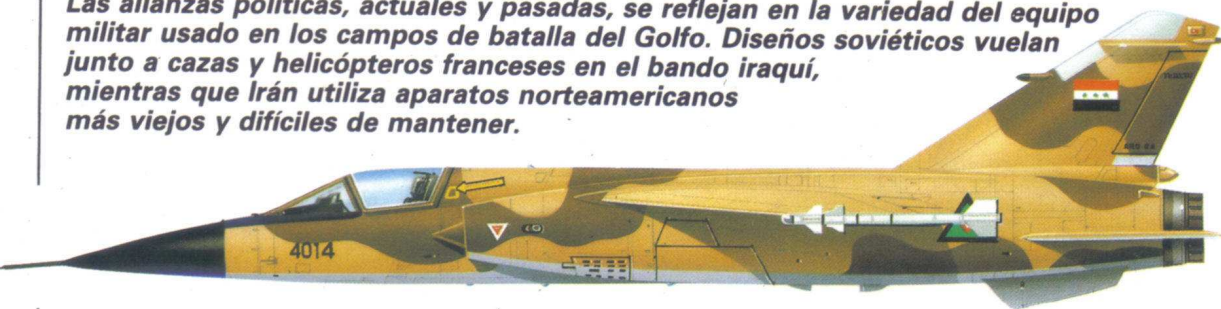 Las alianzas políticas, actuales y pasadas, se reflejan en la variedad del equipo
militar usado en los campos de batalla del Golfo. Diseños soviéticos vuelan
junto a cazas y helicópteros franceses en el bando iraquí,
mientras que Irán utiliza aparatos norteamericanos
más viejos y difíciles de mantener.
4014